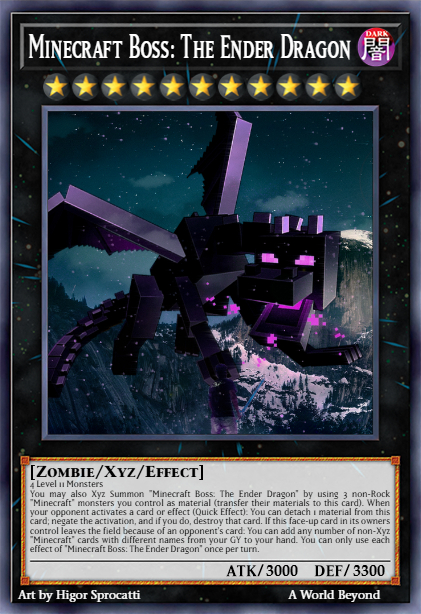 Minecraft Boss: The Ender Dragon
DARK
闇
[Zombie/Xyz/Effect]
4 Level 11 Monsters
You may also Xyz Summon "Minecraft Boss: The Ender Dragon" by using 3 non-Rock
"Minecraft" monsters you control as material (transfer their materials to this card). When
your opponent activates a card or effect (Quick Effect): You can detach 1 material from this
card; negate the activation, and if you do, destroy that card. If this face-up card in its owners
control leaves the field because of an opponent's card: You can add any number of non-Xyz
"Minecraft" cards with different names from your GY to your hand. You can only use each
effect of "Minecraft Boss: The Ender Dragon" once per turn.
ATK/3000 DEF/3300
Art by Higor Sprocatti A World Beyond